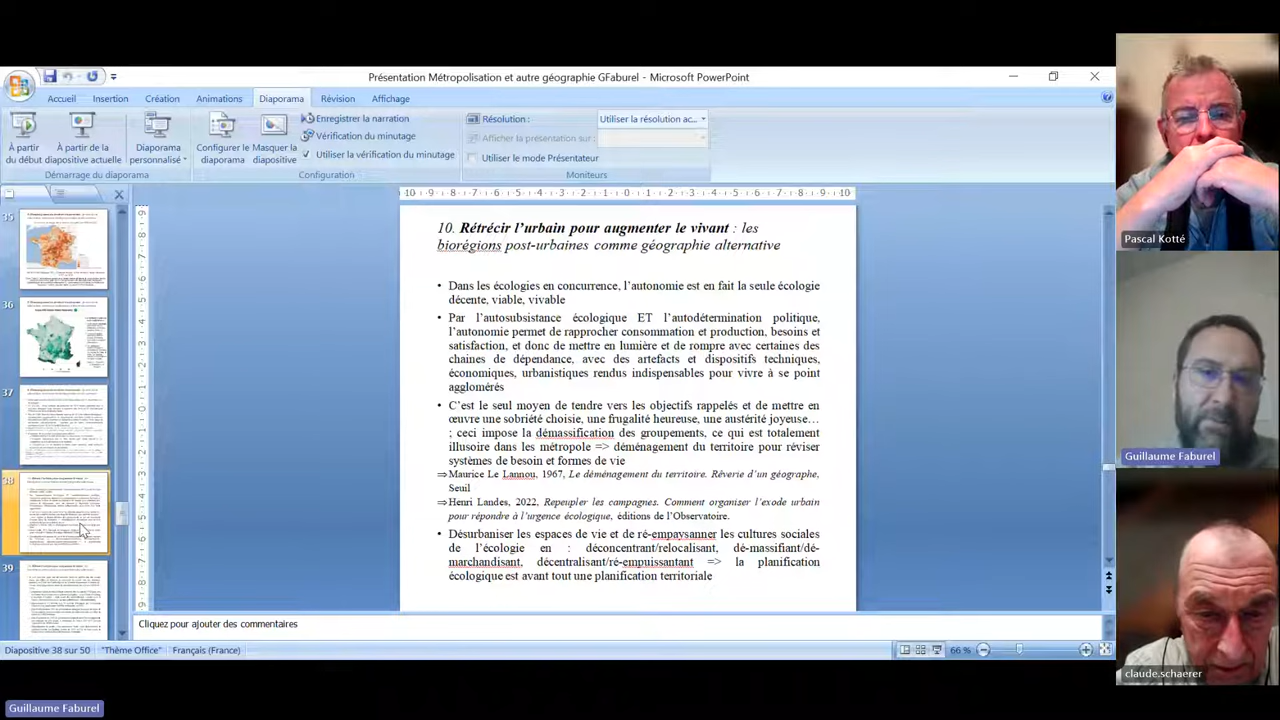 Présentation Métropolisation et autre géographie GFaburel - Microsoft PowerPoint
Accueil Insertion Création Animations Diaporama Révision Affichage
À partir du début
À partir de la diapositive actuelle
Diaporama personnalisé
Démarrage du diaporama
Configurer le diaporama
Masquer la diapositive
Enregistrer la narration
Vérification du minutage
Utiliser la vérification du minutage
Configuration
Résolution : Utiliser la résolution ac...
Afficher la présentation sur :
Utiliser le mode Présentateur
Moniteurs
35
36
37
38
39
10. Rétrécir l’urbain pour augmenter le vivant : les
biorégions post-urbaines comme géographie alternative
• Dans les écologies en concurrence, l’autonomie est en fait la seule écologie
décente, viable, vivable
• Par l’autosubsistance écologique ET l’autodétermination politique,
l’autonomie permet de rapprocher consommation et production, besoins et
satisfaction, et donc de mettre en lumière et de rompre avec certaines des
chaines de dépendance, avec des artefacts et dispositifs techniques,
économiques, urbanistiques rendus indispensables pour vivre à se point
agglomérés
• C’est le seul moyen de tendre vers les objectifs rappelés et de mettre en
œuvre une satiété choisie, une frugalité heureuse, une austérité joyeuse…
: ceci impose la démassification des groupements, ce qui est totalement
illusoire dans les métropole => déménagement du territoire pour réviser
systèmes de besoin et formes de vie
⇒ Maurice Le Lannou, 1967, Le déménagement du territoire. Rêverie d’un géographe,
Seuil
⇒ Henri 2022, Repeupler les campagnes. Comment organiser l’exode urbain
pour répondre à l’urgence écologique, éditions de l’Observatoire
• Désurbaniser les espaces de vie et de ré-empaysanner les cultures sociales
de l’écologie en : déconcentrant/relocalisant, dé-massifiant/dé-
marchandisant, décentralisant/ré-empuissantant => la planification
écologique est avant tout une planification territoriale
Cliquez pour ajouter des commentaires
Diapositive 38 sur 50 "Thème Office" Français (France) 66 %
Pascal Kotté
Guillaume Faburel
claude.schaerer
Guillaume Faburel